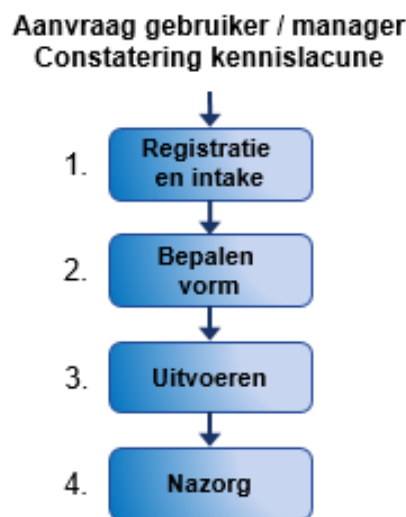 Aanvraag gebruiker / manager
Constatering kennislacune
1.
Registratie
en intake
2.
Bepalen
vorm
3.
Uitvoeren
4.
Nazorg